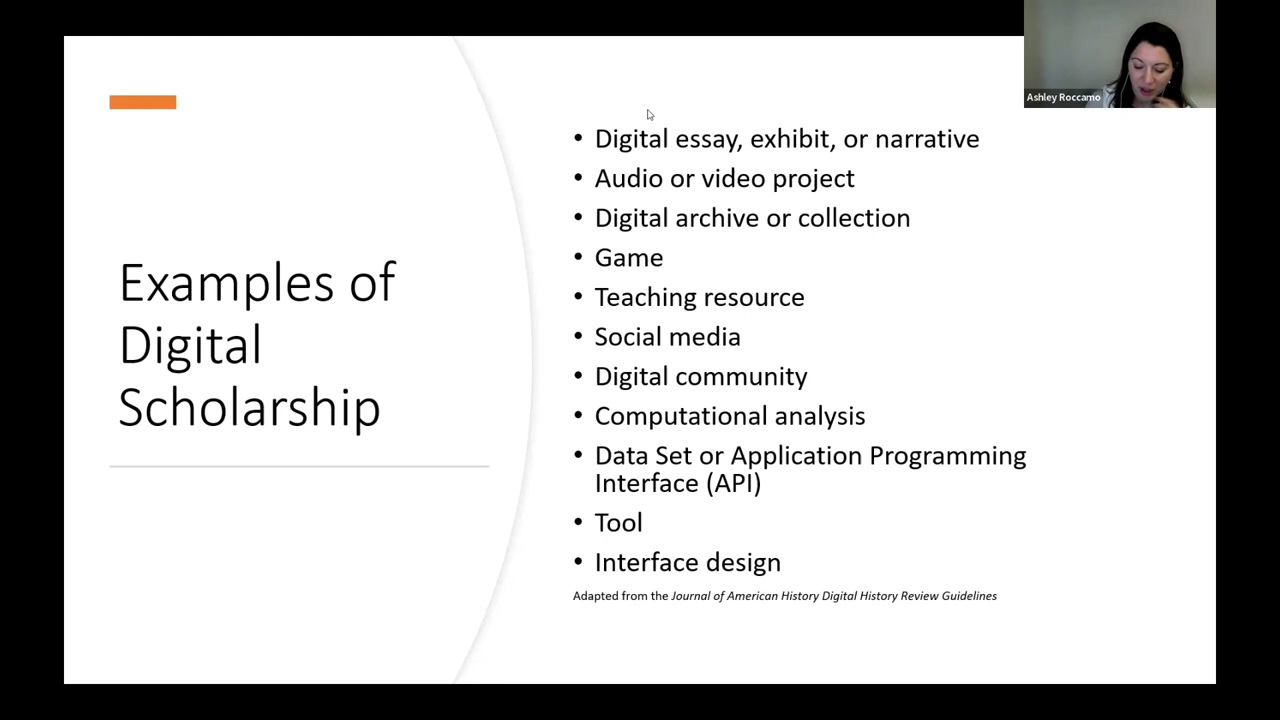 Ashley Roccamo
Examples of
Digital
Scholarship
• Digital essay, exhibit, or narrative
• Audio or video project
• Digital archive or collection
• Game
• Teaching resource
• Social media
• Digital community
• Computational analysis
• Data Set or Application Programming
Interface (API)
• Tool
• Interface design
Adapted from the Journal of American History Digital History Review Guidelines